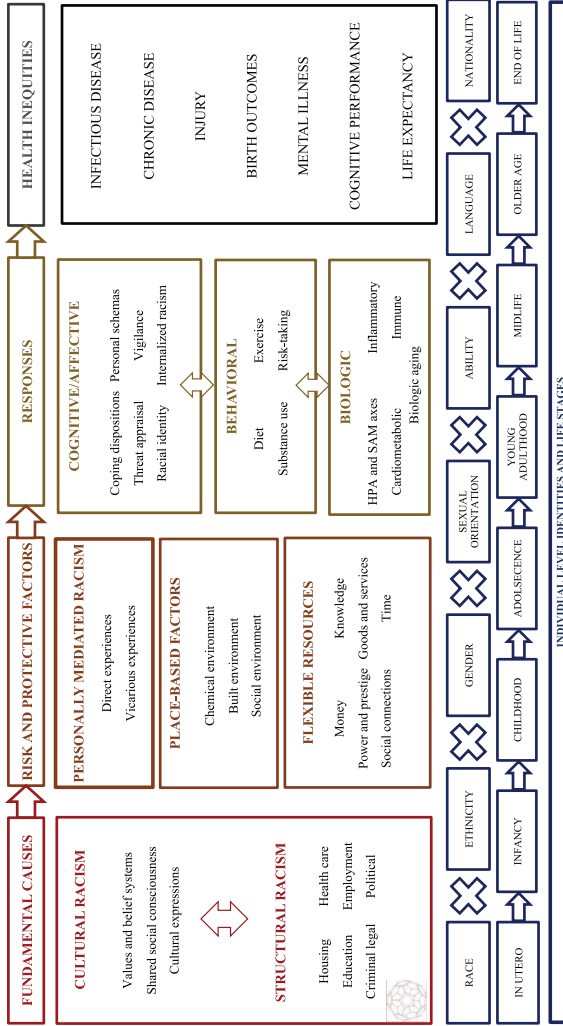 FUNDAMENTAL CAUSES
RISK AND PROTECTIVE FACTORS
RESPONSES
HEALTH INEQUITIES
CULTURAL RACISM
Values and belief systems
Shared social consciousness
Cultural expressions
STRUCTURAL RACISM
Housing Health care
Education Employment
Criminal legal Political
PERSONALLY MEDIATED RACISM
Direct experiences
Vicarious experiences
PLACE-BASED FACTORS
Chemical environment
Built environment
Social environment
FLEXIBLE RESOURCES
Money Knowledge
Power and prestige Goods and services
Social connections Time
COGNITIVE/AFFECTIVE
Coping dispositions Personal schemas
Threat appraisal Vigilance
Racial identity Internalized racism
BEHAVIORAL
Diet Exercise
Substance use Risk-taking
BIOLOGIC
HPA and SAM axes Inflammatory
Cardiometabolic Immune
Biologic aging
INFECTIOUS DISEASE
CHRONIC DISEASE
INJURY
BIRTH OUTCOMES
MENTAL ILLNESS
COGNITIVE PERFORMANCE
LIFE EXPECTANCY
RACE
ETHNICITY
GENDER
SEXUAL
ORIENTATION
ABILITY
LANGUAGE
NATIONALITY
IN UTERO
INFANCY
CHILDHOOD
ADOLSECENCE
YOUNG
ADULTHOOD
MIDLIFE
OLDER AGE
END OF LIFE
INDIVIDUAL LEVEL IDENTITIES AND LIFE STAGES